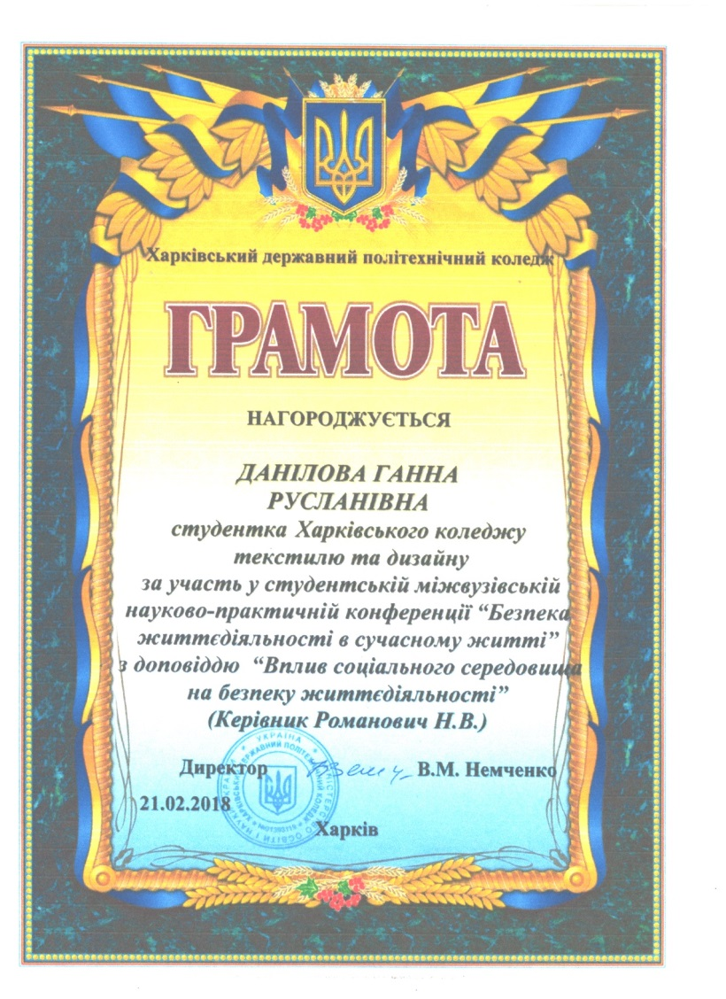 Харківський державний політехнічний коледж
ГРАМОТА
НАГОРОДЖУЄТЬСЯ
ДАНІЛОВА ГАННА
РУСЛАНІВНА
студентка Харківського коледжу
текстилю та дизайну
за участь у студентській міжвузівській
науково-практичній конференції “Безпека
життєдіяльності в сучасному житті”
з доповіддю “Вплив соціального середовища
на безпеку життєдіяльності”
(Керівник Романович Н.В.)
Директор В.М. Немченко
21.02.2018
Харків
УКРАЇНА